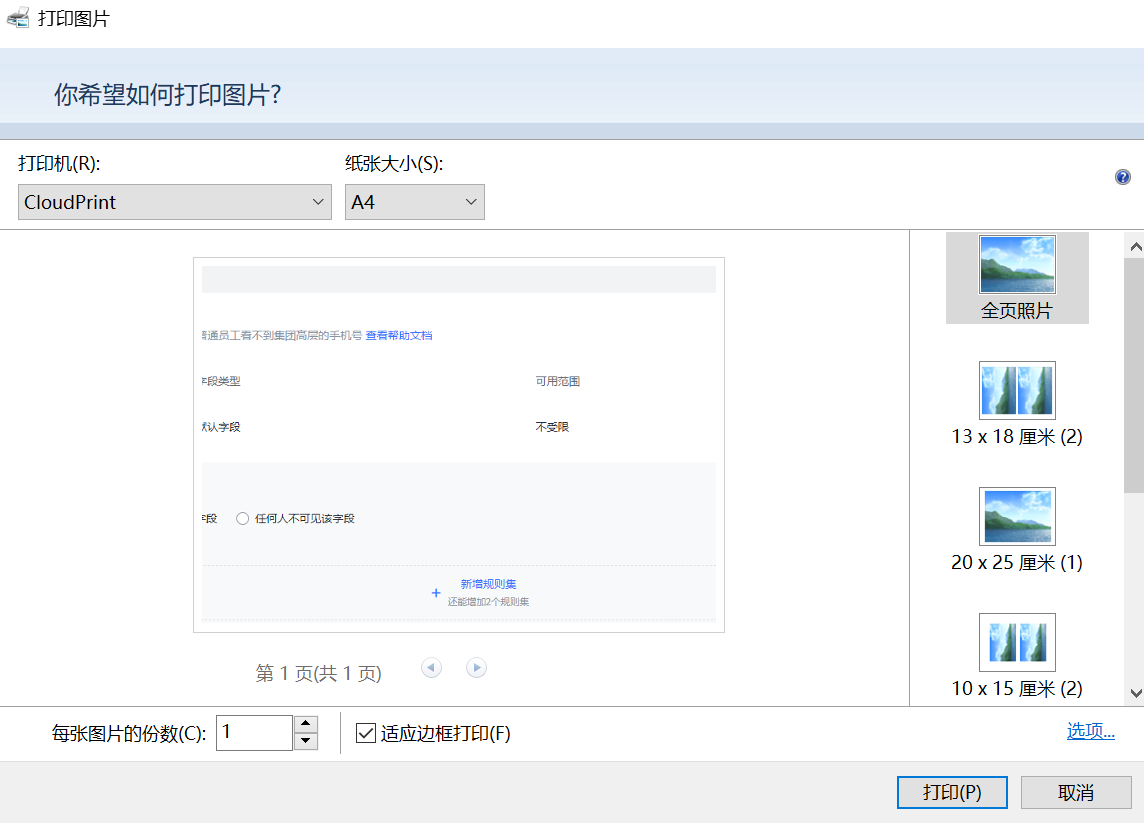 打印图片
你希望如何打印图片?
打印机(R):
纸张大小(S):
CloudPrint
A4
通员工看不到集团高层的手机号 查看帮助文档
段类型
可用范围
认字段
不受限
段
任何人不可见该字段
+ 新增规则集
还能增加2个规则集
全页照片
13 x 18 厘米 (2)
20 x 25 厘米 (1)
10 x 15 厘米 (2)
第 1 页(共 1 页)
每张图片的份数(C):
1
适应边框打印(F)
选项...
打印(P)
取消